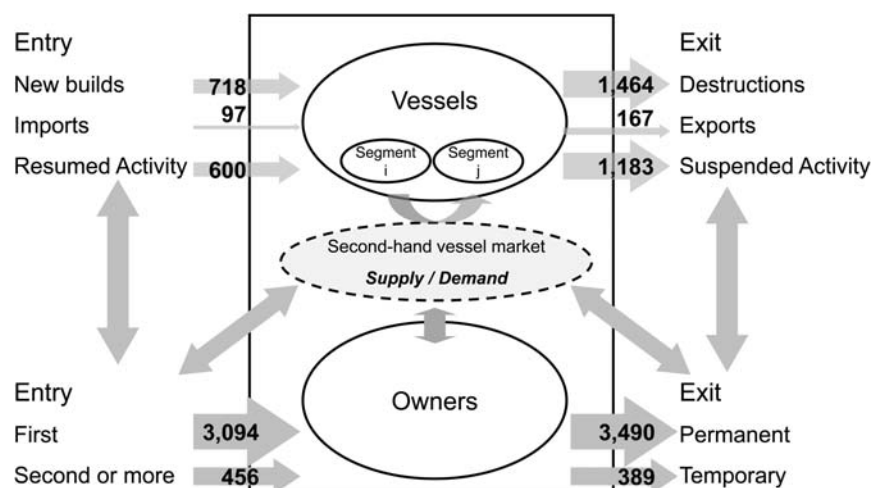 Entry
Exit
New builds 718
1,464 Destructions
Vessels
Imports 97
167 Exports
Segment i
Segment j
Resumed Activity 600
1,183 Suspended Activity
Second-hand vessel market
Supply / Demand
Entry
Exit
Owners
First 3,094
3,490 Permanent
Second or more 456
389 Temporary